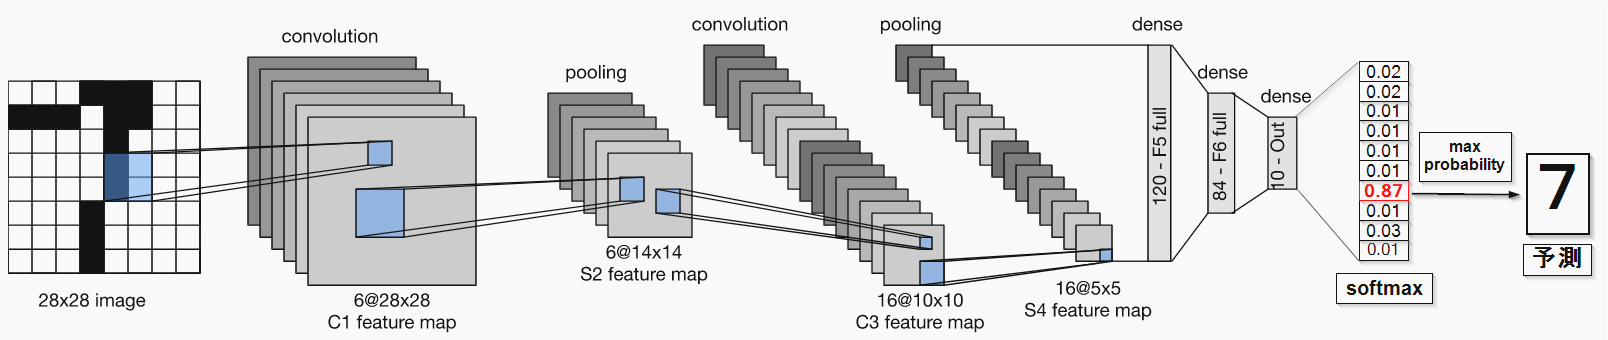 convolution
pooling
convolution
pooling
dense
dense
dense
28x28 image
6@28x28
C1 feature map
6@14x14
S2 feature map
16@10x10
C3 feature map
16@5x5
S4 feature map
120 - F5 full
84 - F6 full
10 - Out
0.02
0.02
0.01
0.01
0.01
0.01
0.87
0.01
0.03
0.01
softmax
max
probability
7
予測